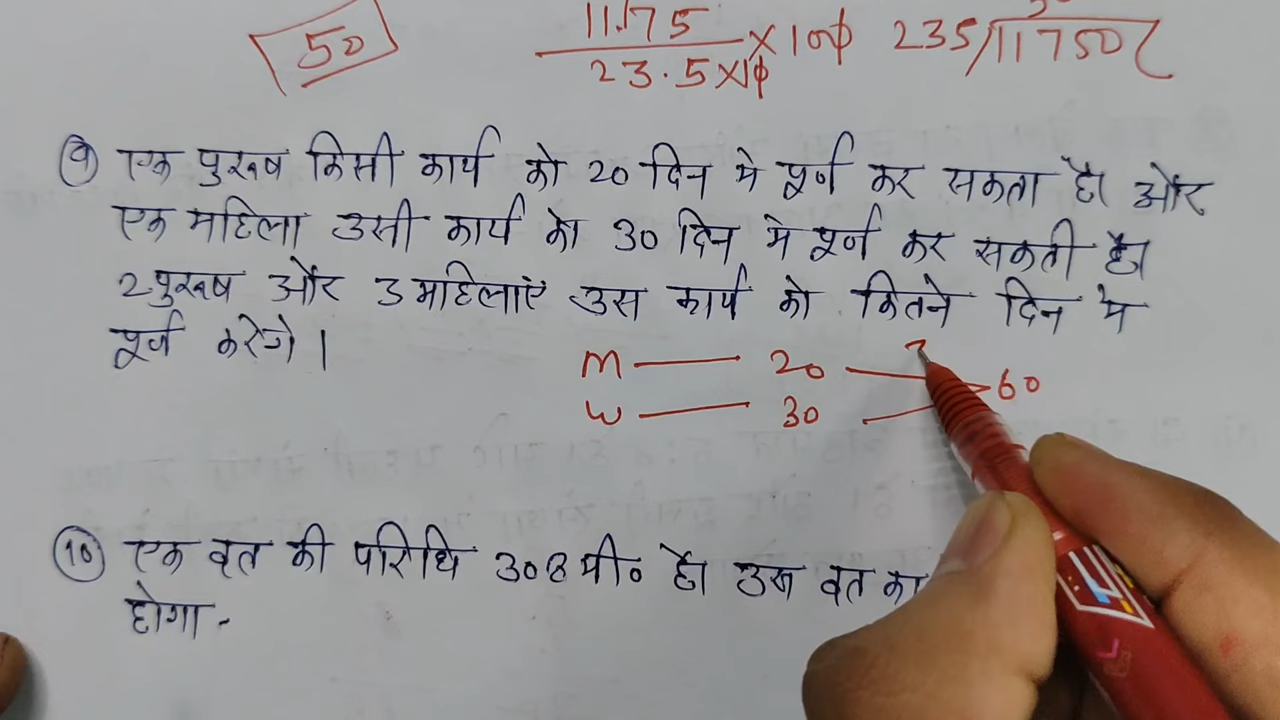 50
11.75
23.5×10 ×100 235)11750(
(9) एक पुरूष किसी कार्य को 20 दिन मे पूर्ण कर सकता है। और
एक महिला उसी कार्य को 30 दिन मे पूर्ण कर सकती है।
2 पुरूष और 3 महिलाएं उस कार्य को कितने दिन मे
पूर्ण करेगे।
M — 20
W — 30
60
(10) एक वृत की परिधि 308 मी० है। उस वृत का
होगा -